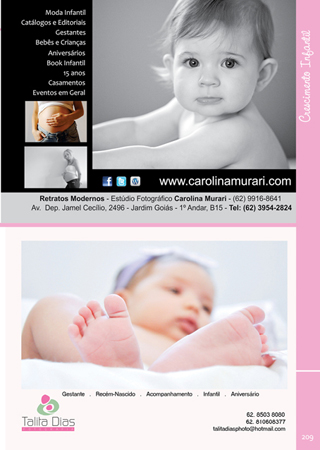 Moda Infantil
Catálogos e Editoriais
Gestantes
Bebês e Crianças
Aniversários
Book Infantil
15 anos
Casamentos
Eventos em Geral
www.carolinamurari.com
Retratos Modernos - Estúdio Fotográfico Carolina Murari - (62) 9916-8641
Av. Dep. Jamel Cecílio, 2496 - Jardim Goiás - 1º Andar, B15 - Tel: (62) 3954-2824
Crescimento Infantil
Gestante . Recém-Nascido . Acompanhamento . Infantil . Aniversário
Talita Dias
62. 8503 8080
62. 810608377
talitadiasphoto@hotmail.com
209